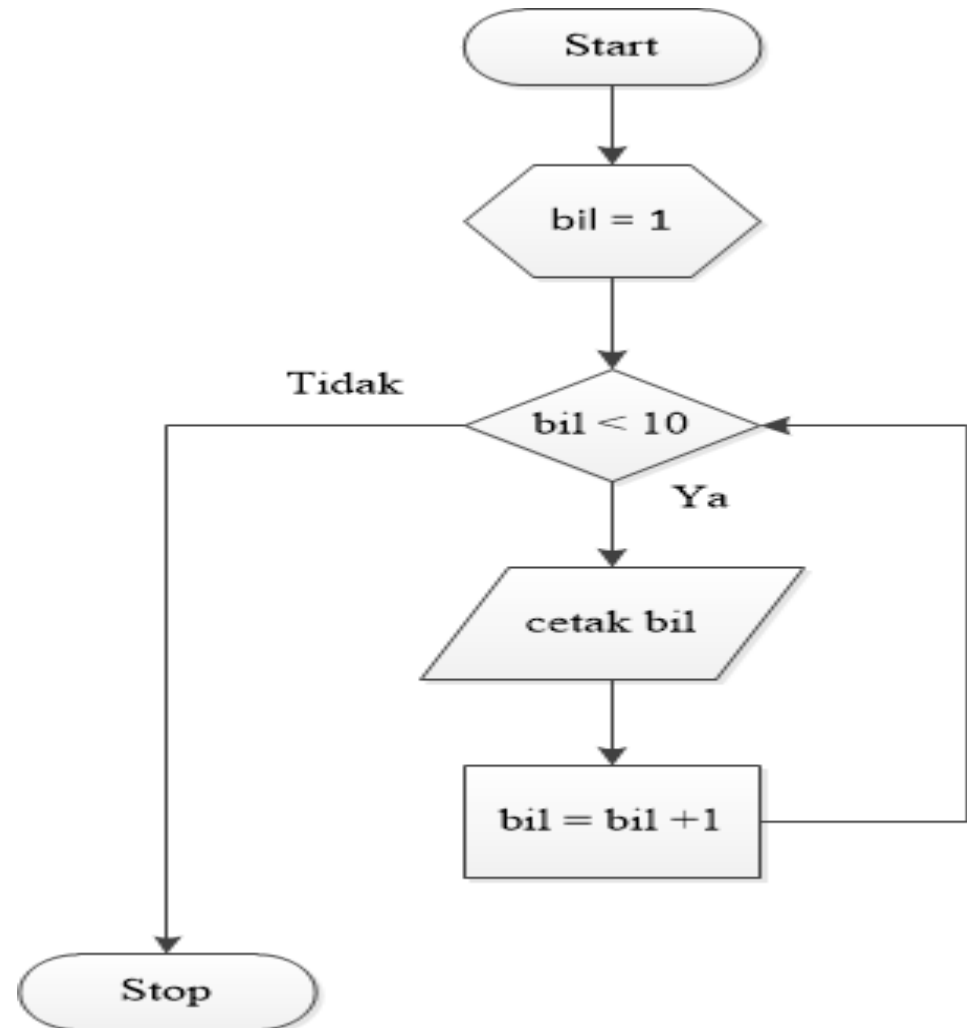 Start
bil = 1
Tidak
bil < 10
Ya
cetak bil
bil = bil +1
Stop